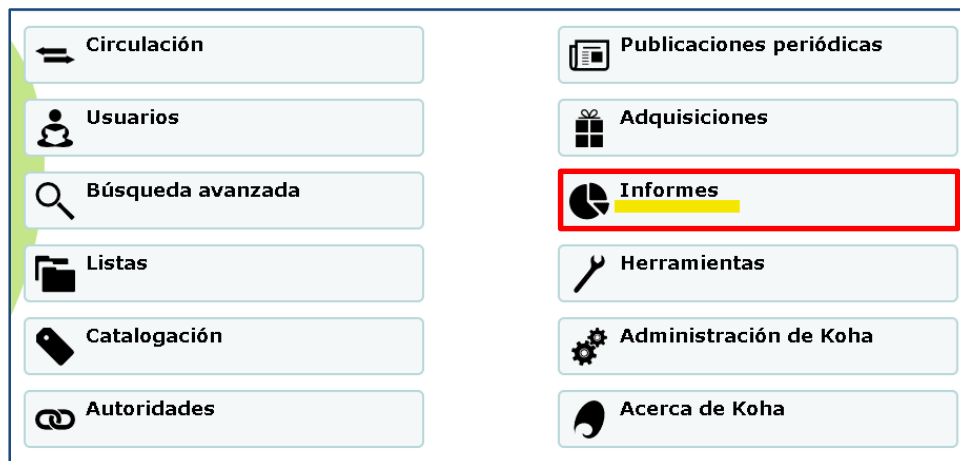 Circulación
Publicaciones periódicas
Usuarios
Adquisiciones
Búsqueda avanzada
Informes
Listas
Herramientas
Catalogación
Administración de Koha
Autoridades
Acerca de Koha